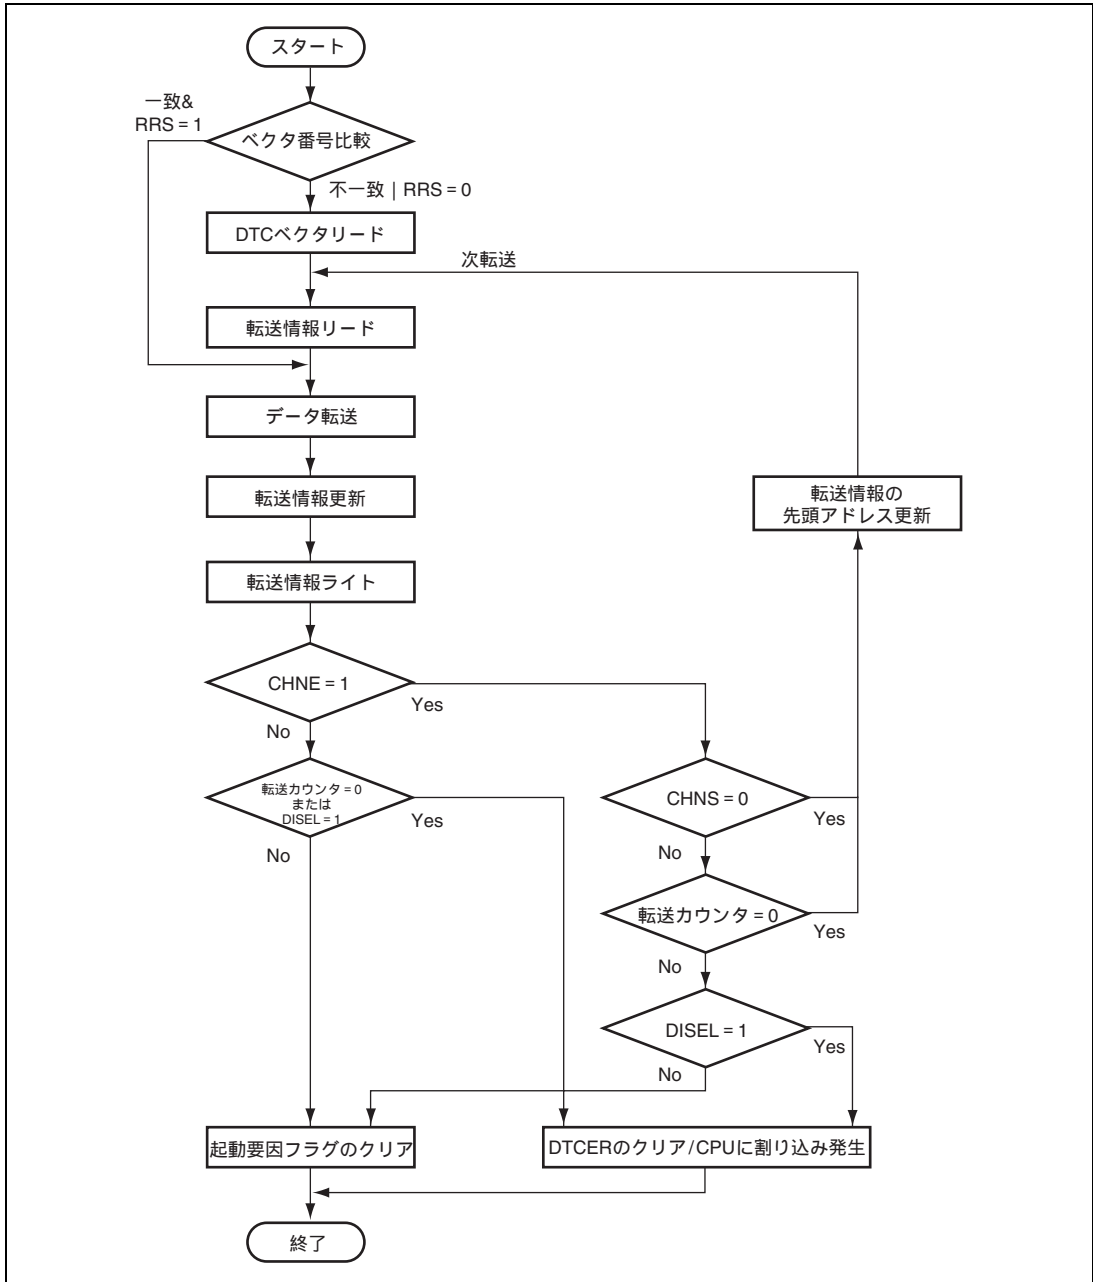 スタート
一致&
RRS = 1
ベクタ番号比較
不一致 | RRS = 0
DTCベクタリード
次転送
転送情報リード
データ転送
転送情報更新
転送情報の
先頭アドレス更新
転送情報ライト
CHNE = 1
Yes
No
転送カウンタ = 0
または
DISEL = 1
Yes
No
CHNS = 0
Yes
No
転送カウンタ = 0
Yes
No
DISEL = 1
Yes
No
起動要因フラグのクリア
DTCERのクリア/CPUに割り込み発生
終了